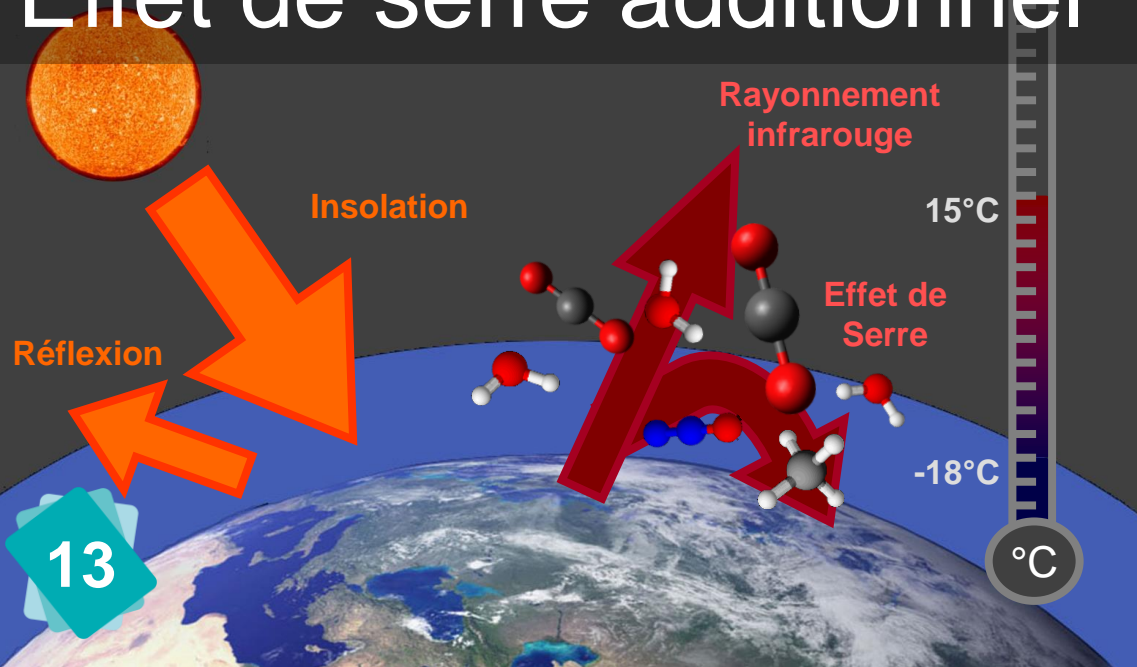 Effet de serre additionnel
Rayonnement
infrarouge
Insolation
15°C
Effet de
Serre
Réflexion
-18°C
13
°C